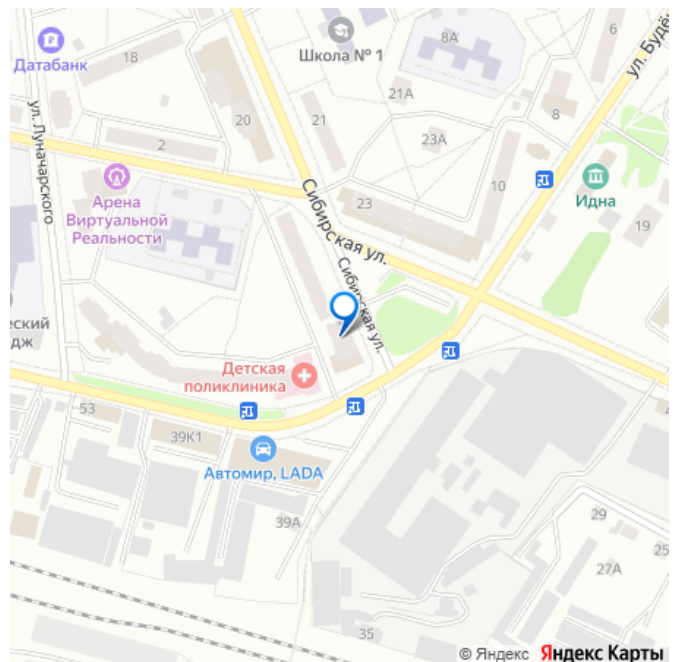 Датабанк
18
Школа № 1
8А
6
ул. Будё
21А
ул. Луначарского
20
21
23А
8
2
10
Арена
Виртуальной
Реальности
Идна
23
19
Сибирская ул.
Сибирская ул.
еский
дж
Детская
поликлиника
53
39К1
Автомир, LADA
39А
29
25
27А
35
© Яндекс Яндекс Карты